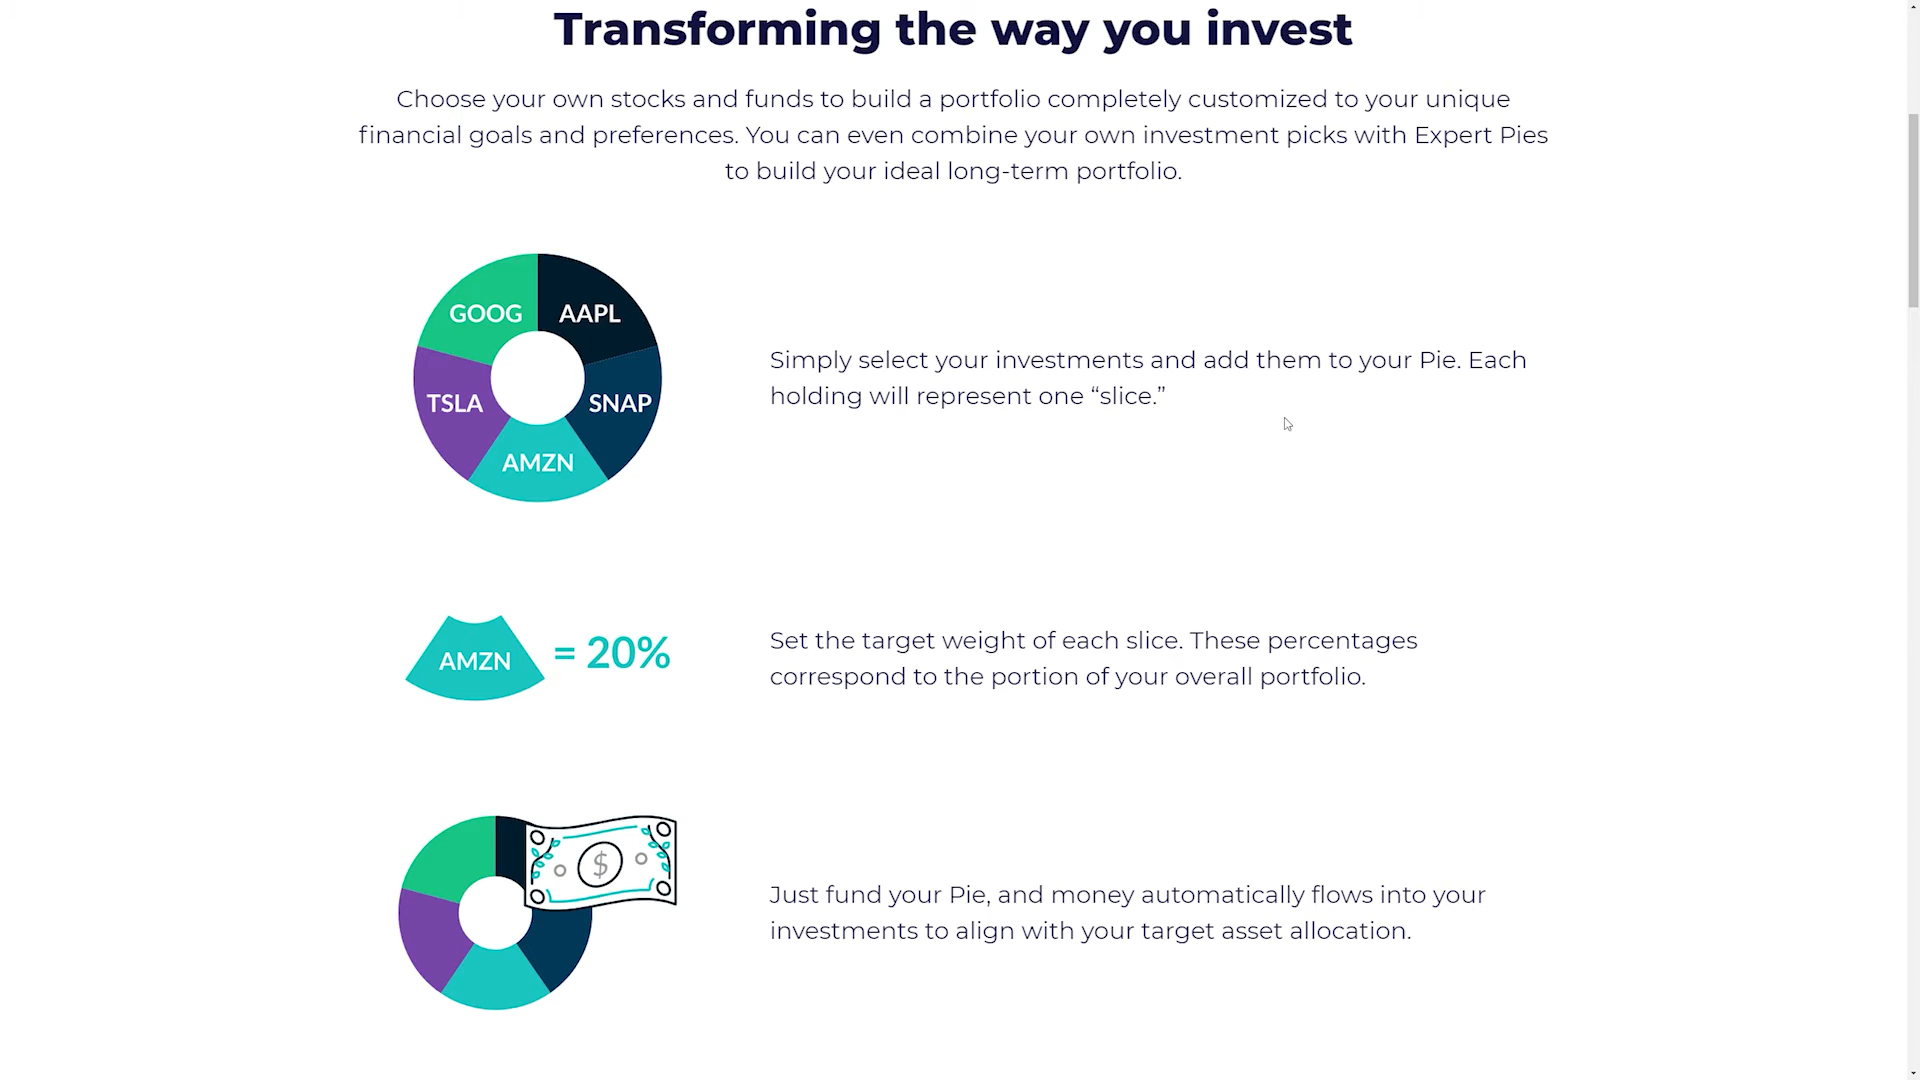 Transforming the way you invest
Choose your own stocks and funds to build a portfolio completely customized to your unique
financial goals and preferences. You can even combine your own investment picks with Expert Pies
to build your ideal long-term portfolio.
GOOG AAPL
TSLA SNAP
AMZN
Simply select your investments and add them to your Pie. Each
holding will represent one “slice.”
AMZN = 20%
Set the target weight of each slice. These percentages
correspond to the portion of your overall portfolio.
$
Just fund your Pie, and money automatically flows into your
investments to align with your target asset allocation.